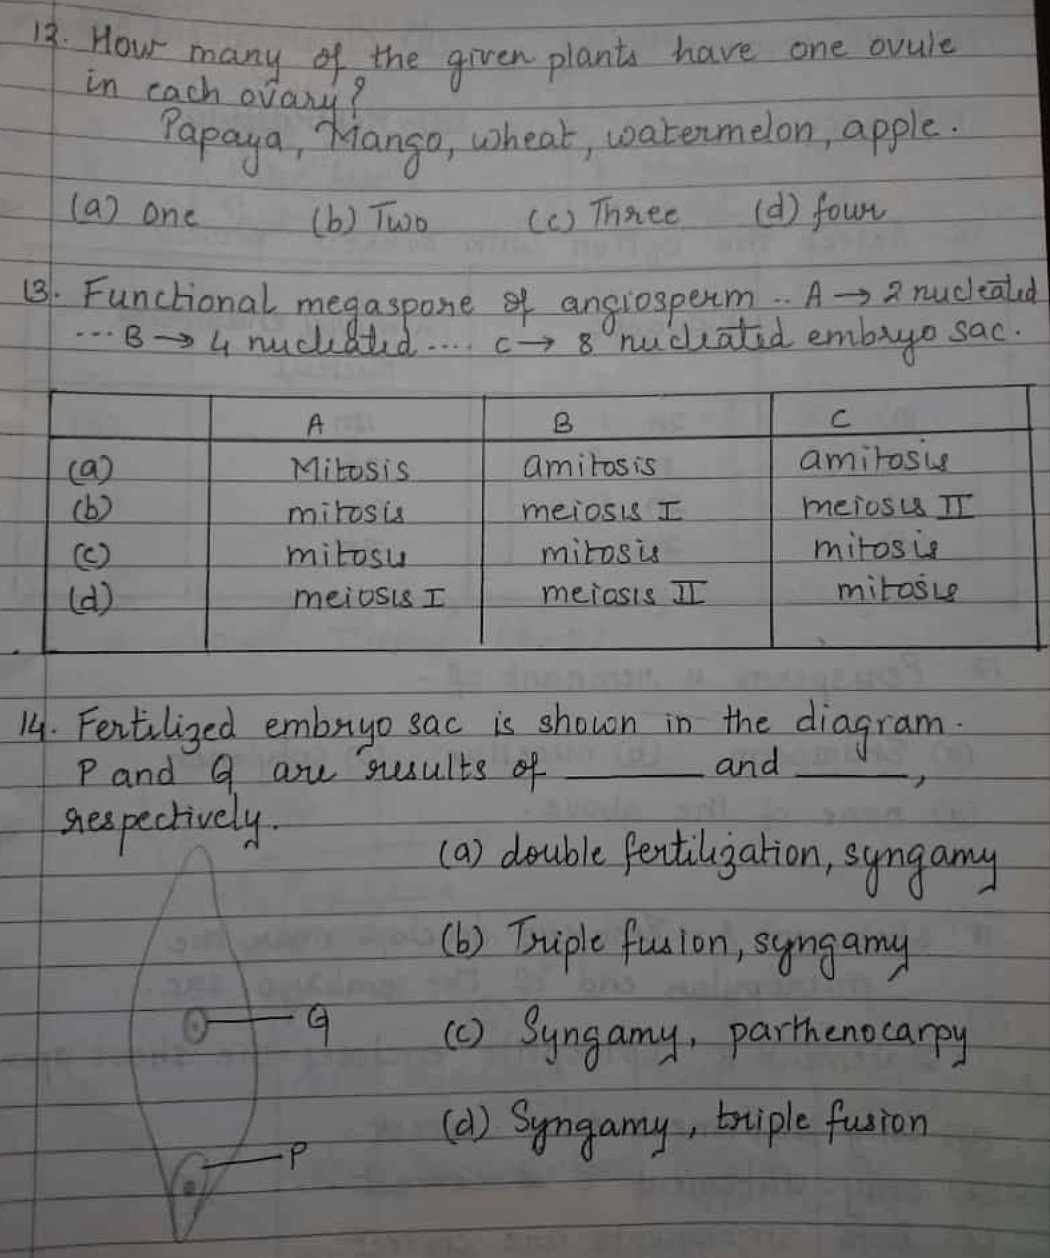 12. How many of the given plants have one ovule
in each ovary?
Papaya, Mango, wheat, watermelon, apple.
(a) One (b) Two (c) Three (d) four
13. Functional megaspore of angiosperm .. A → 2 nucleated
... B → 4 nucleated .... C → 8 nucleated embryo sac.
A B C
(a) Mitosis amitosis amitosis
(b) mitosis meiosis I meiosis II
(c) mitosis mitosis mitosis
(d) meiosis I meiosis II mitosis
14. Fertilized embryo sac is shown in the diagram.
P and Q are results of ______ and ______,
respectively.
(a) double fertilization, syngamy
(b) Triple fusion, syngamy
Q
(c) Syngamy, parthenocarpy
(d) Syngamy, triple fusion
P